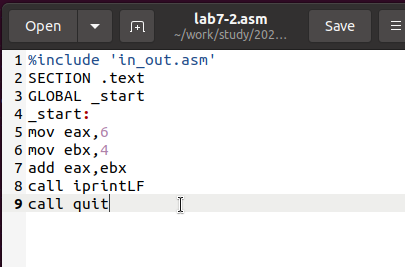 Open lab7-2.asm Save
~/work/study/202...
1 %include 'in_out.asm'
2 SECTION .text
3 GLOBAL _start
4 _start:
5 mov eax,6
6 mov ebx,4
7 add eax,ebx
8 call iprintLF
9 call quit